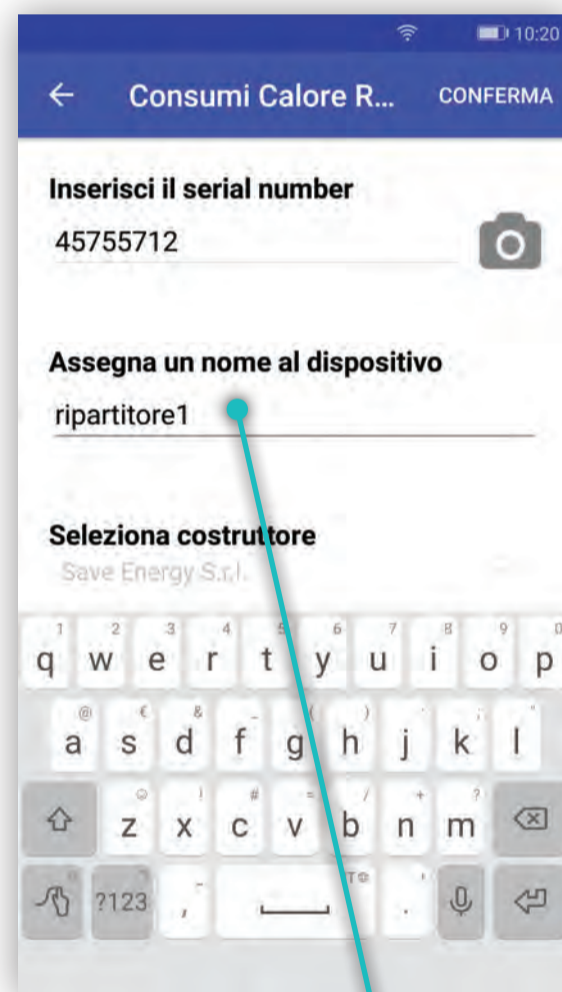 10:20
Consumi Calore R... CONFERMA
Inserisci il serial number
45755712
Assegna un nome al dispositivo
ripartitore1
Seleziona costruttore
Save Energy S.r.l.
1 2 3 4 5 6 7 8 9 0
q w e r t y u i o p
@ € & _ ( ) ' ; "
a s d f g h j k l
! # = / + ?
z x c v b n m
?123 , .